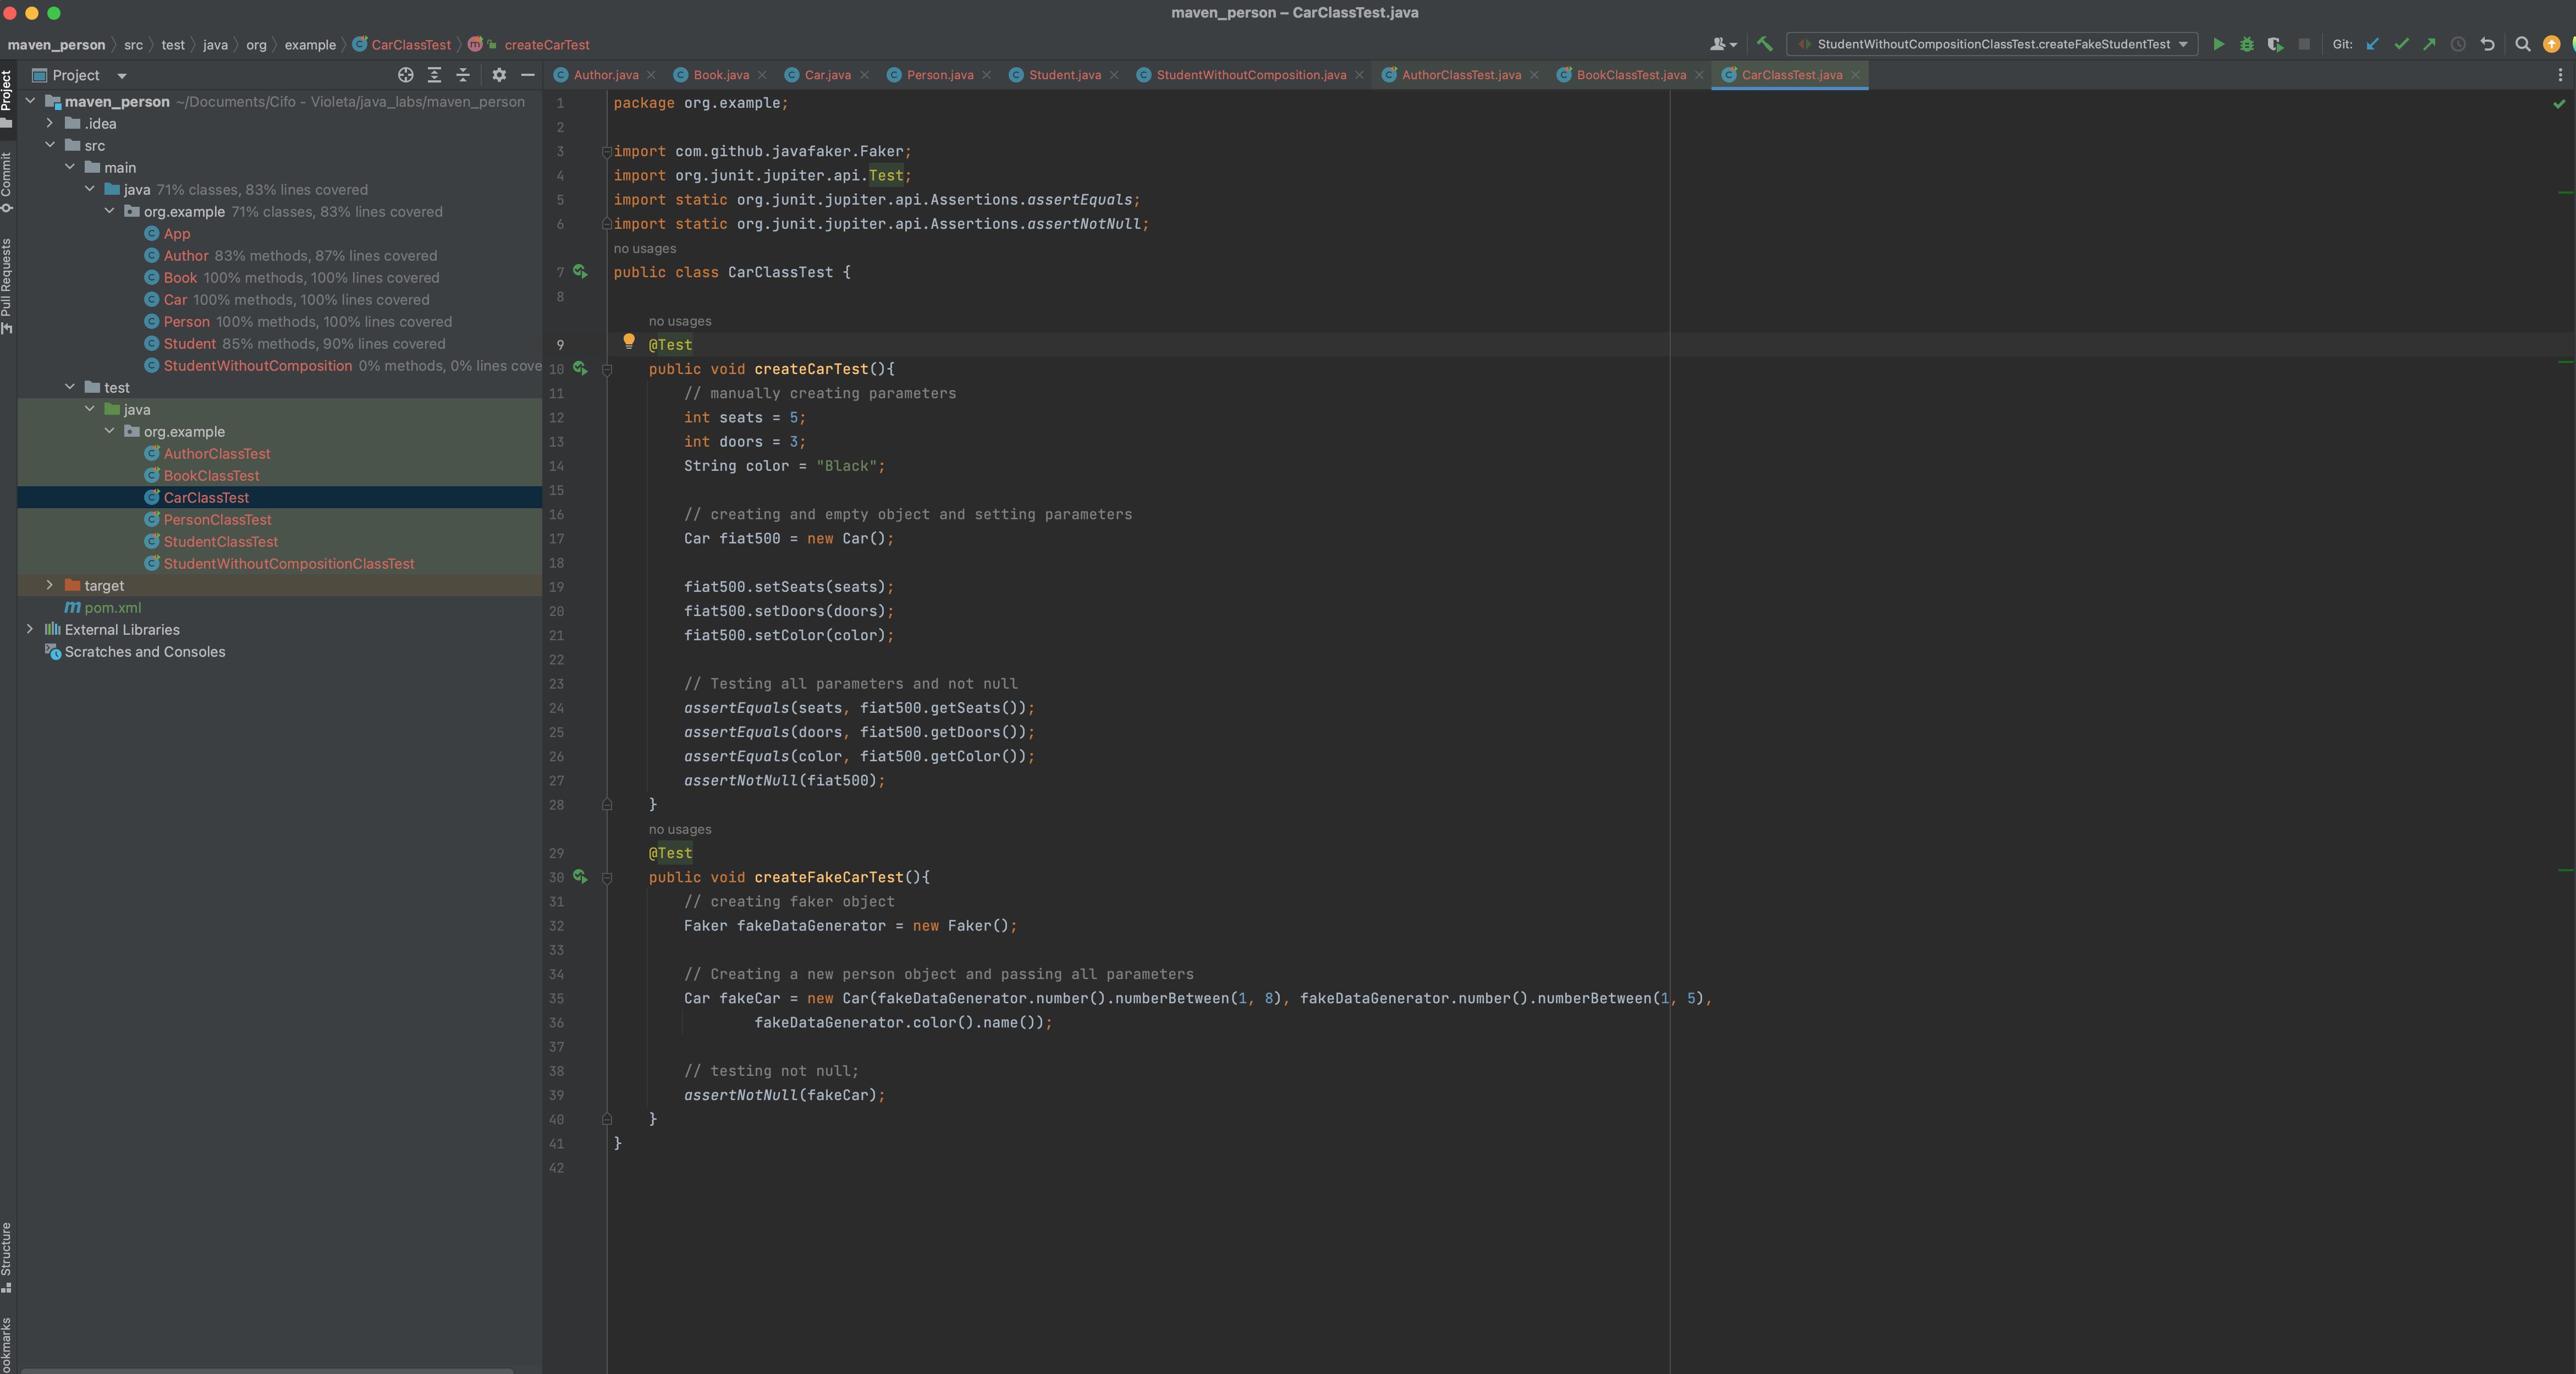 maven_person – CarClassTest.java
maven_person src test java org example CarClassTest createCarTest
StudentWithoutCompositionClassTest.createFakeStudentTest Git:
Project
Author.java Book.java Car.java Person.java Student.java StudentWithoutComposition.java AuthorClassTest.java BookClassTest.java CarClassTest.java
Project
Commit
Pull Requests
Structure
maven_person ~/Documents/Cifo - Violeta/java_labs/maven_person
.idea
src
main
java 71% classes, 83% lines covered
org.example 71% classes, 83% lines covered
App
Author 83% methods, 87% lines covered
Book 100% methods, 100% lines covered
Car 100% methods, 100% lines covered
Person 100% methods, 100% lines covered
Student 85% methods, 90% lines covered
StudentWithoutComposition 0% methods, 0% lines cove
test
java
org.example
AuthorClassTest
BookClassTest
CarClassTest
PersonClassTest
StudentClassTest
StudentWithoutCompositionClassTest
target
pom.xml
External Libraries
Scratches and Consoles
1 package org.example;
2
3 import com.github.javafaker.Faker;
4 import org.junit.jupiter.api.Test;
5 import static org.junit.jupiter.api.Assertions.assertEquals;
6 import static org.junit.jupiter.api.Assertions.assertNotNull;
no usages
7 public class CarClassTest {
8
no usages
9 @Test
10 public void createCarTest(){
11 // manually creating parameters
12 int seats = 5;
13 int doors = 3;
14 String color = "Black";
15
16 // creating and empty object and setting parameters
17 Car fiat500 = new Car();
18
19 fiat500.setSeats(seats);
20 fiat500.setDoors(doors);
21 fiat500.setColor(color);
22
23 // Testing all parameters and not null
24 assertEquals(seats, fiat500.getSeats());
25 assertEquals(doors, fiat500.getDoors());
26 assertEquals(color, fiat500.getColor());
27 assertNotNull(fiat500);
28 }
no usages
29 @Test
30 public void createFakeCarTest(){
31 // creating faker object
32 Faker fakeDataGenerator = new Faker();
33
34 // Creating a new person object and passing all parameters
35 Car fakeCar = new Car(fakeDataGenerator.number().numberBetween(1, 8), fakeDataGenerator.number().numberBetween(1, 5),
36 fakeDataGenerator.color().name());
37
38 // testing not null;
39 assertNotNull(fakeCar);
40 }
41 }
42